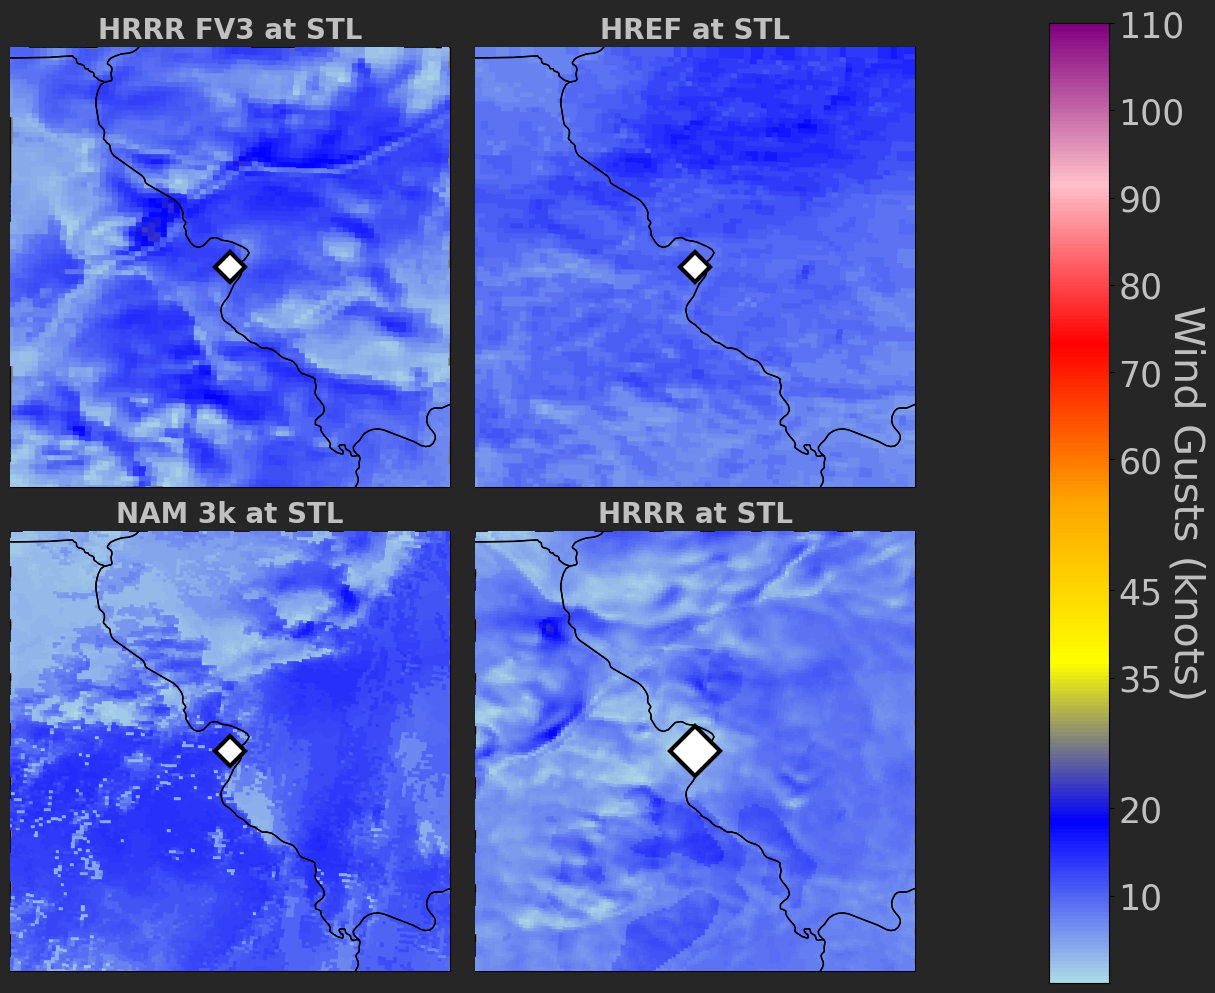 HRRR FV3 at STL
HREF at STL
NAM 3k at STL
HRRR at STL
110
100
90
80
70
60
45
35
20
10
Wind Gusts (knots)